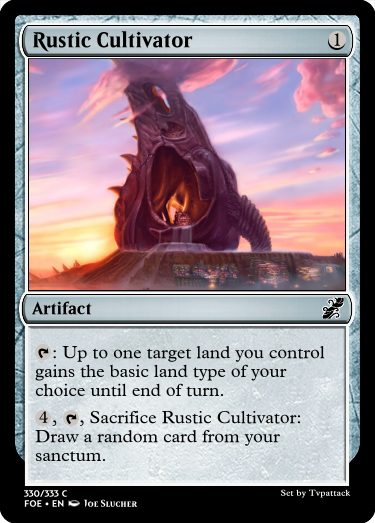 Rustic Cultivator 1
Artifact
: Up to one target land you control
gains the basic land type of your
choice until end of turn.
4 , , Sacrifice Rustic Cultivator:
Draw a random card from your
sanctum.
330/333 C Set by Tvpattack
FOE • EN Joe Slucher